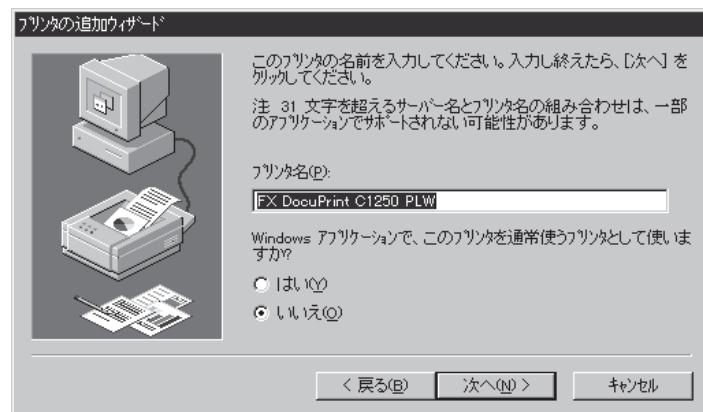 プリンタの追加ウィザード
このプリンタの名前を入力してください。入力し終えたら、[次へ] を
クリックしてください。
注 31 文字を超えるサーバー名とプリンタ名の組み合わせは、一部
のアプリケーションでサポートされない可能性があります。
プリンタ名(P):
FX DocuPrint C1250 PLW
Windows アプリケーションで、このプリンタを通常使うプリンタとして使いま
すか?
はい(Y)
いいえ(O)
< 戻る(B)
次へ(N) >
キャンセル